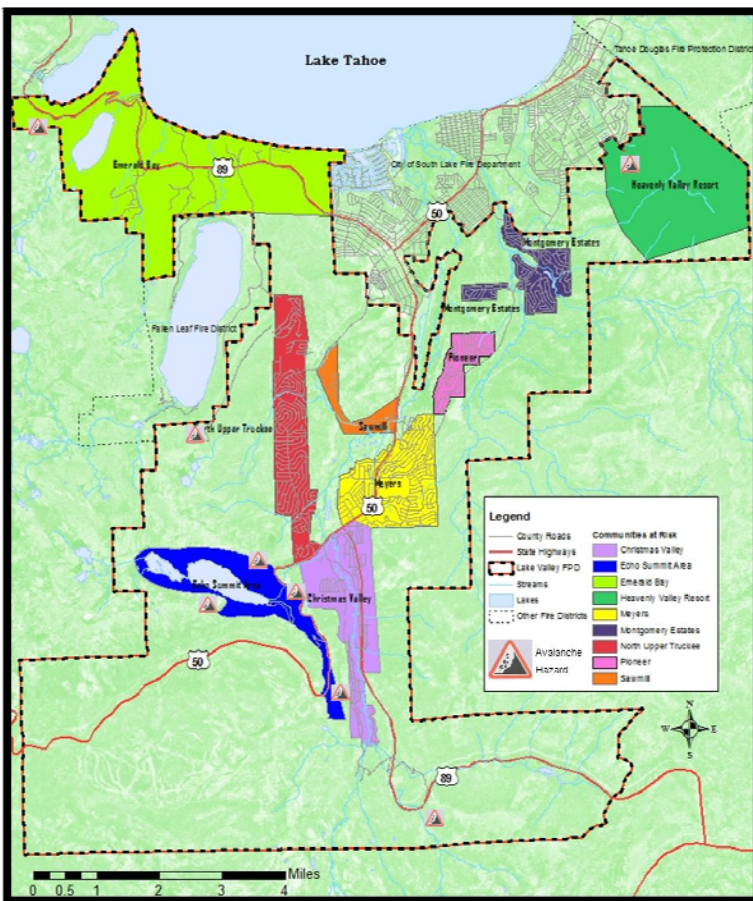 Lake Tahoe
Tahoe Douglas Fire Protection District
Emerald Bay
89
City of South Lake Fire Department
Heavenly Valley Resort
50
Montgomery Estates
Montgomery Estates
Fallen Leaf Fire District
Pioneer
rth Upper Truckee
Sawmill
Meyers
50
Echo Summit Area
Christmas Valley
50
89
Legend
County Roads
State Highways
Lake Valley FPD
Streams
Lakes
Other Fire Districts
Avalanche
Hazard
Communities at Risk
Christmas Valley
Echo Summit Area
Emerald Bay
Heavenly Valley Resort
Meyers
Montgomery Estates
North Upper Truckee
Pioneer
Sawmill
N
W E
S
Miles
0 0.5 1 2 3 4